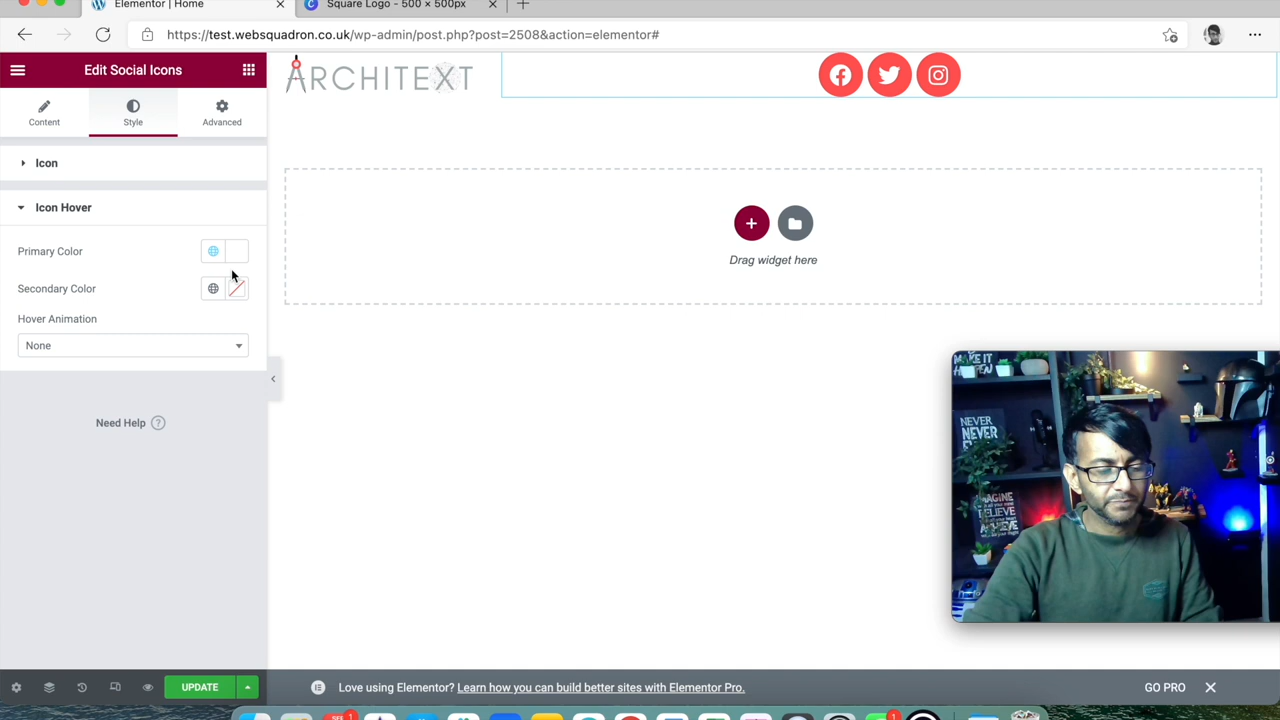 Elementor | Home
Square Logo - 500 × 500px
https://test.websquadron.co.uk/wp-admin/post.php?post=2508&action=elementor#
Edit Social Icons
ARCHITEXT
Content
Style
Advanced
Icon
Icon Hover
Primary Color
Secondary Color
Hover Animation
None
Need Help
Drag widget here
MAKE IT
HAPPEN
NEVER
NEVER
IMAGINE
BELIEVE
ACHIEVE
UPDATE
Love using Elementor? Learn how you can build better sites with Elementor Pro.
GO PRO